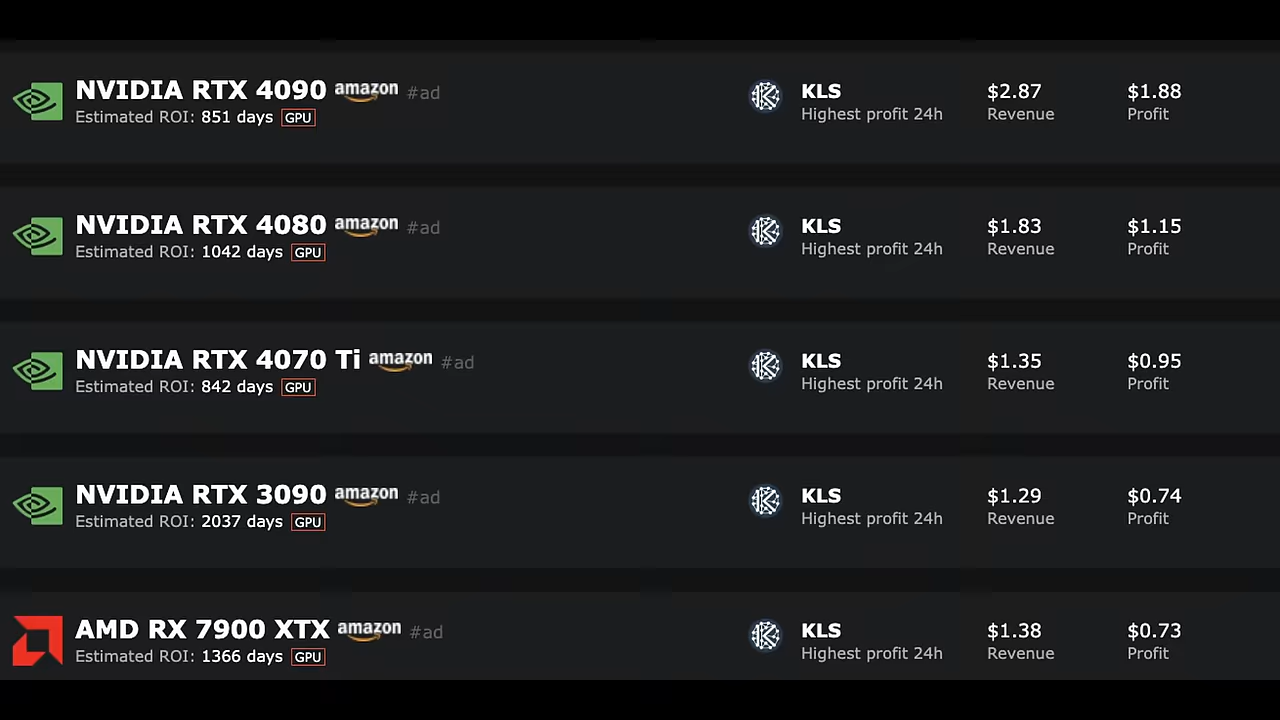 NVIDIA RTX 4090 amazon #ad
Estimated ROI: 851 days GPU
KLS
Highest profit 24h
$2.87
Revenue
$1.88
Profit
NVIDIA RTX 4080 amazon #ad
Estimated ROI: 1042 days GPU
KLS
Highest profit 24h
$1.83
Revenue
$1.15
Profit
NVIDIA RTX 4070 Ti amazon #ad
Estimated ROI: 842 days GPU
KLS
Highest profit 24h
$1.35
Revenue
$0.95
Profit
NVIDIA RTX 3090 amazon #ad
Estimated ROI: 2037 days GPU
KLS
Highest profit 24h
$1.29
Revenue
$0.74
Profit
AMD RX 7900 XTX amazon #ad
Estimated ROI: 1366 days GPU
KLS
Highest profit 24h
$1.38
Revenue
$0.73
Profit